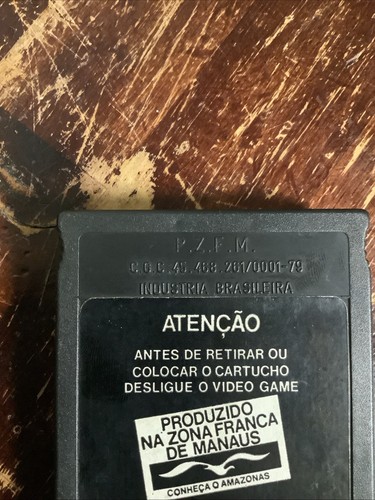 P.Z.F.M.
C G C. 45.468 261/0001-79
INDUSTRIA BRASILEIRA
ATENÇÃO
ANTES DE RETIRAR OU
COLOCAR O CARTUCHO
DESLIGUE O VIDEO GAME
PRODUZIDO
NA ZONA FRANCA
DE MANAUS
CONHEÇA O AMAZONAS